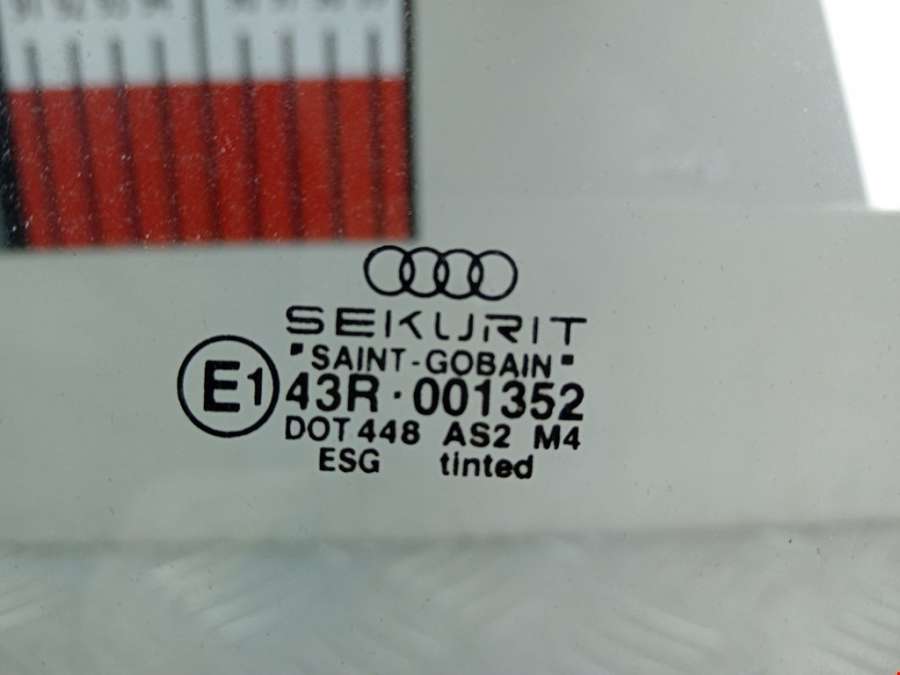 SEKURIT
"SAINT-GOBAIN"
E1 43R·001352
DOT 448 AS2 M4
ESG tinted